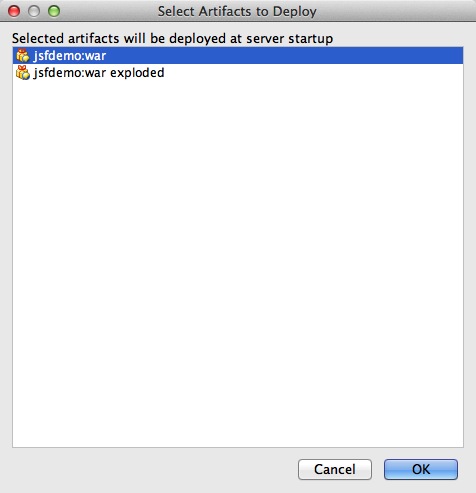 Select Artifacts to Deploy
Selected artifacts will be deployed at server startup
jsfdemo:war
jsfdemo:war exploded
Cancel
OK